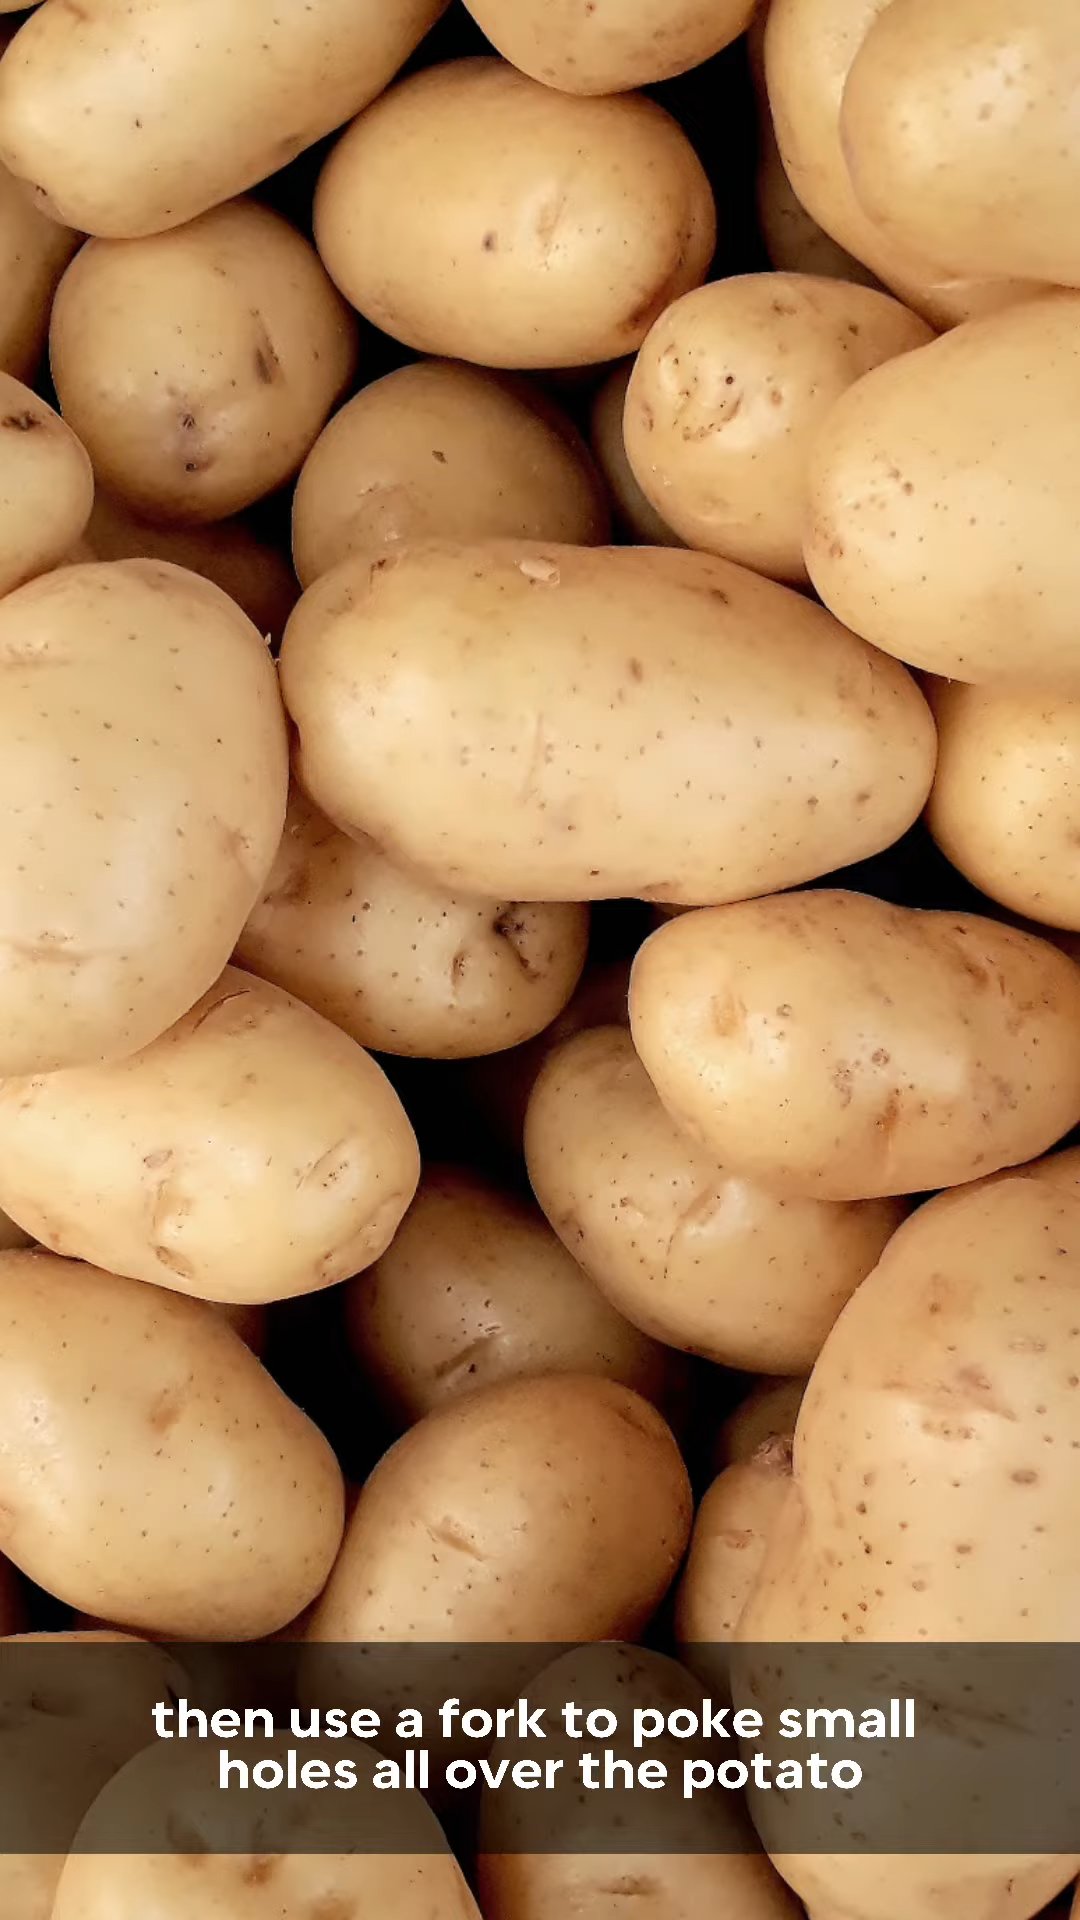 then use a fork to poke small
holes all over the potato